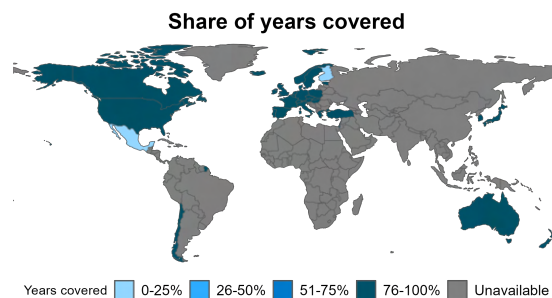 Share of years covered
Years covered 0-25% 26-50% 51-75% 76-100% Unavailable